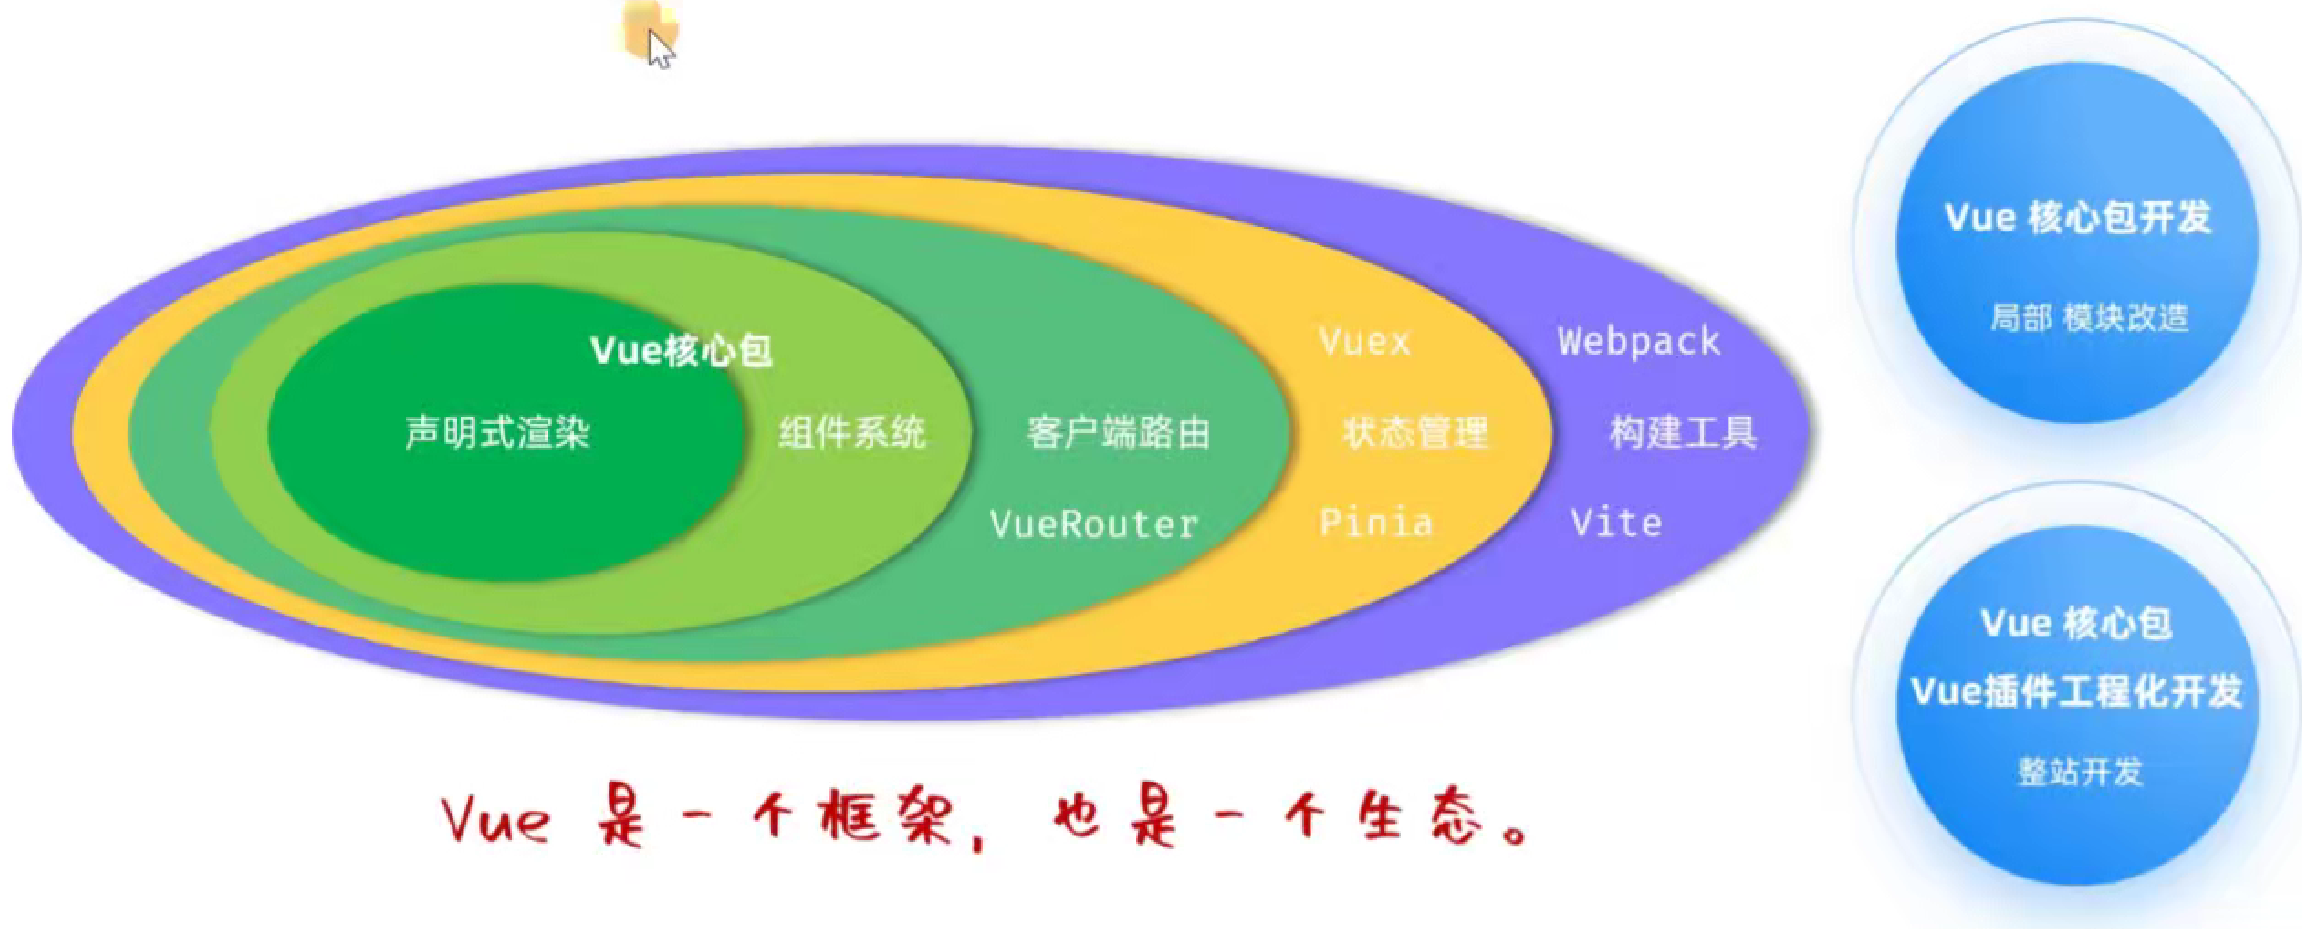 Vue核心包
声明式渲染
组件系统
客户端路由
VueRouter
Vuex
状态管理
Pinia
Webpack
构建工具
Vite
Vue 是一个框架，也是一个生态。
Vue 核心包开发
局部 模块改造
Vue 核心包
Vue插件工程化开发
整站开发